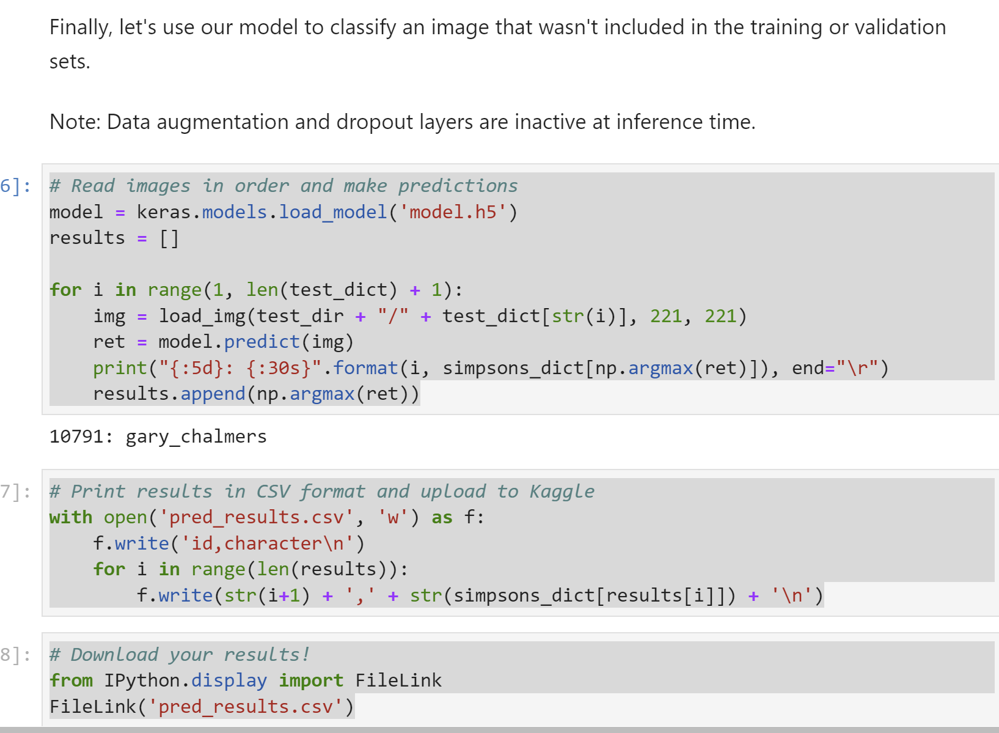 Finally, let's use our model to classify an image that wasn't included in the training or validation
sets.
Note: Data augmentation and dropout layers are inactive at inference time.
6]:
# Read images in order and make predictions
model = keras.models.load_model('model.h5')
results = []
for i in range(1, len(test_dict) + 1):
    img = load_img(test_dir + "/" + test_dict[str(i)], 221, 221)
    ret = model.predict(img)
    print("{:5d}: {:30s}".format(i, simpsons_dict[np.argmax(ret)]), end="\r")
    results.append(np.argmax(ret))
10791: gary_chalmers
7]:
# Print results in CSV format and upload to Kaggle
with open('pred_results.csv', 'w') as f:
    f.write('id,character\n')
    for i in range(len(results)):
        f.write(str(i+1) + ',' + str(simpsons_dict[results[i]]) + '\n')
8]:
# Download your results!
from IPython.display import FileLink
FileLink('pred_results.csv')